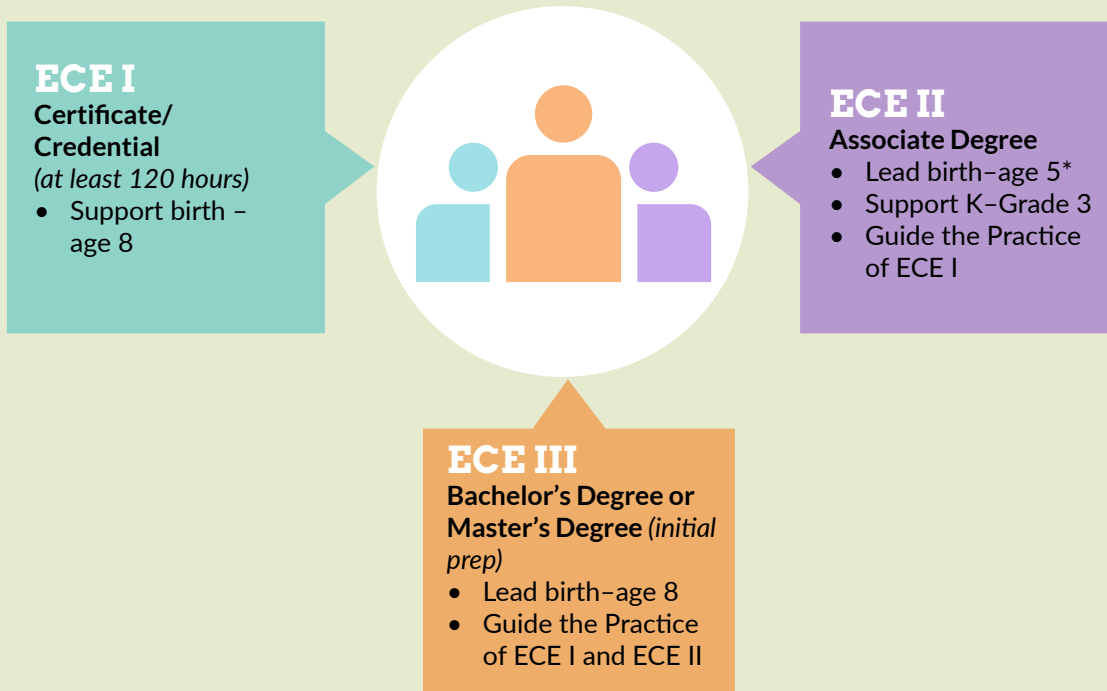 ECE I
Certificate/
Credential
(at least 120 hours)
• Support birth –
age 8
ECE II
Associate Degree
• Lead birth–age 5*
• Support K–Grade 3
• Guide the Practice
of ECE I
ECE III
Bachelor’s Degree or
Master’s Degree (initial
prep)
• Lead birth–age 8
• Guide the Practice
of ECE I and ECE II